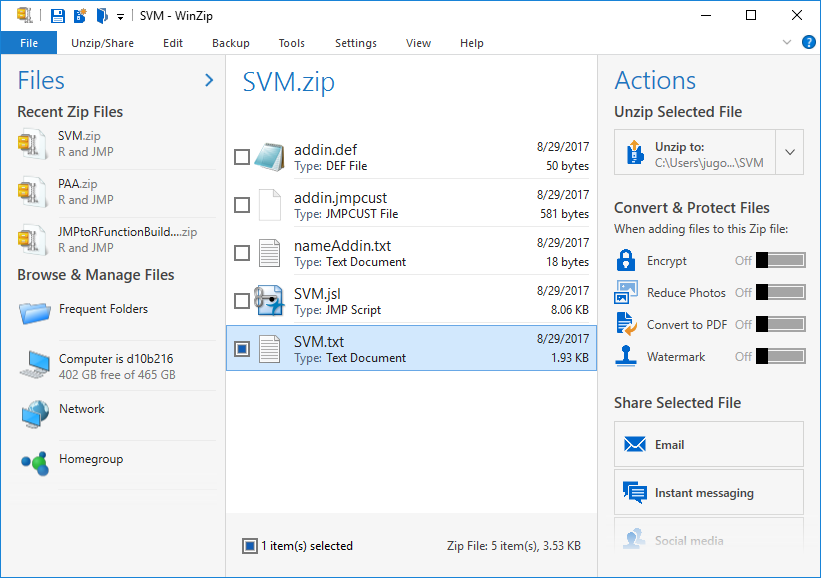 SVM - WinZip
File Unzip/Share Edit Backup Tools Settings View Help
Files
Recent Zip Files
SVM.zip
R and JMP
PAA.zip
R and JMP
JMPtoRFunctionBuild....zip
R and JMP
Browse & Manage Files
Frequent Folders
Computer is d10b216
402 GB free of 465 GB
Network
Homegroup
SVM.zip
addin.def 8/29/2017
Type: DEF File 50 bytes
addin.jmpcust 8/29/2017
Type: JMPCUST File 581 bytes
nameAddin.txt 8/29/2017
Type: Text Document 18 bytes
SVM.jsl 8/29/2017
Type: JMP Script 8.06 KB
SVM.txt 8/29/2017
Type: Text Document 1.93 KB
1 item(s) selected Zip File: 5 item(s), 3.53 KB
Actions
Unzip Selected File
Unzip to:
C:\Users\jugo...\SVM
Convert & Protect Files
When adding files to this Zip file:
Encrypt Off
Reduce Photos Off
Convert to PDF Off
Watermark Off
Share Selected File
Email
Instant messaging
Social media